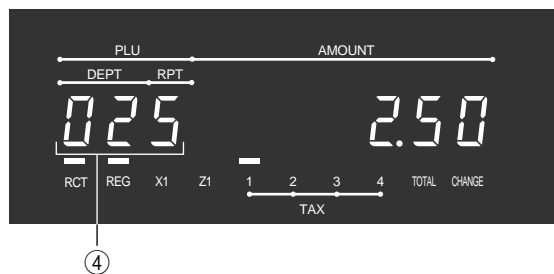 PLU AMOUNT
DEPT RPT
025 2.50
RCT REG X1 Z1 1 2 3 4 TOTAL CHANGE
TAX
④